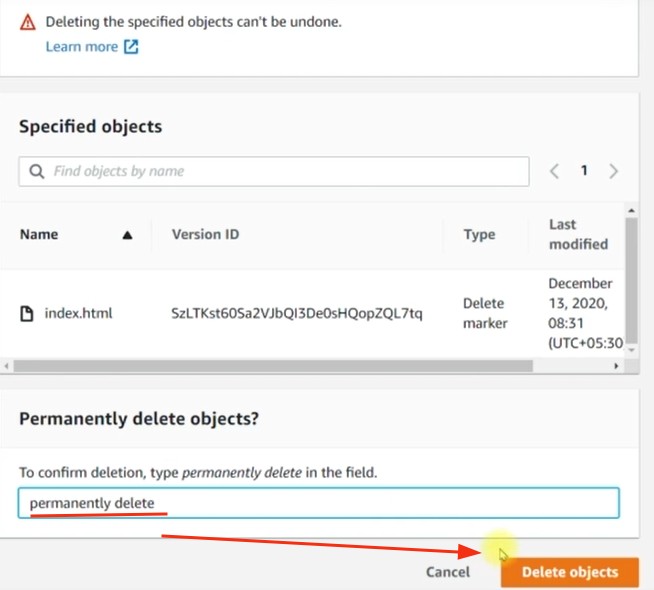 Deleting the specified objects can't be undone.
Learn more
Specified objects
Find objects by name
1
Name
Version ID
Type
Last
modified
index.html
SzLTKst60Sa2VJbQI3De0sHQopZQL7tq
Delete
marker
December
13, 2020,
08:31
(UTC+05:30
Permanently delete objects?
To confirm deletion, type permanently delete in the field.
permanently delete
Cancel
Delete objects